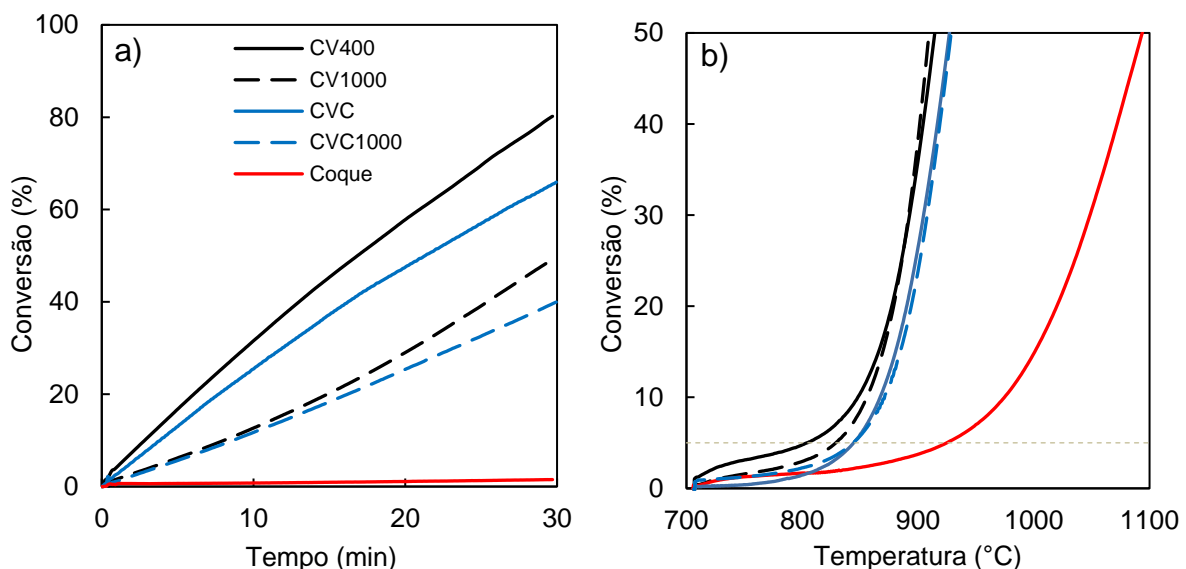 a)
CV400
CV1000
CVC
CVC1000
Coque
100
80
60
40
20
0
Conversão (%)
0 10 20 30
Tempo (min)
b)
50
40
30
20
10
0
Conversão (%)
700 800 900 1000 1100
Temperatura (°C)